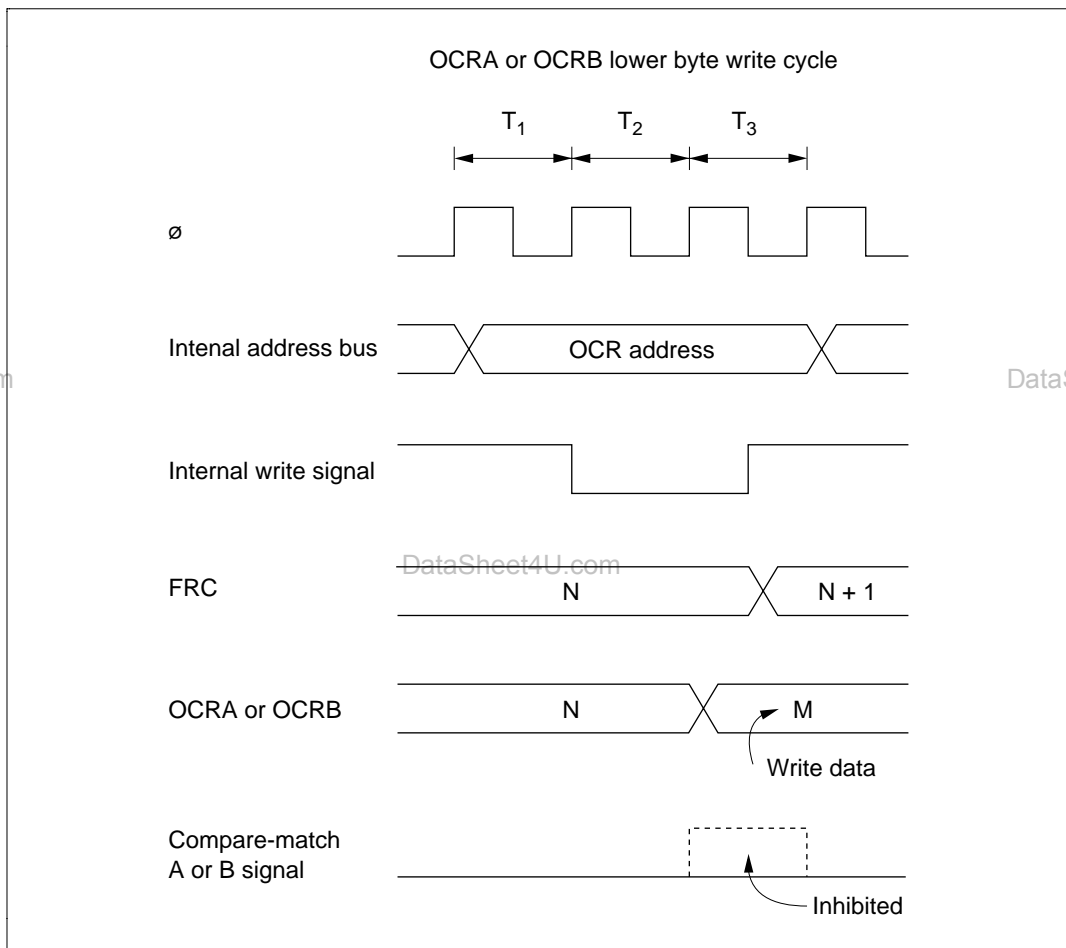 OCRA or OCRB lower byte write cycle
T1 T2 T3
ø
Intenal address bus
OCR address
m
DataS
Internal write signal
DataSheet4U.com
FRC
N
N + 1
OCRA or OCRB
N
M
Write data
Compare-match
A or B signal
Inhibited